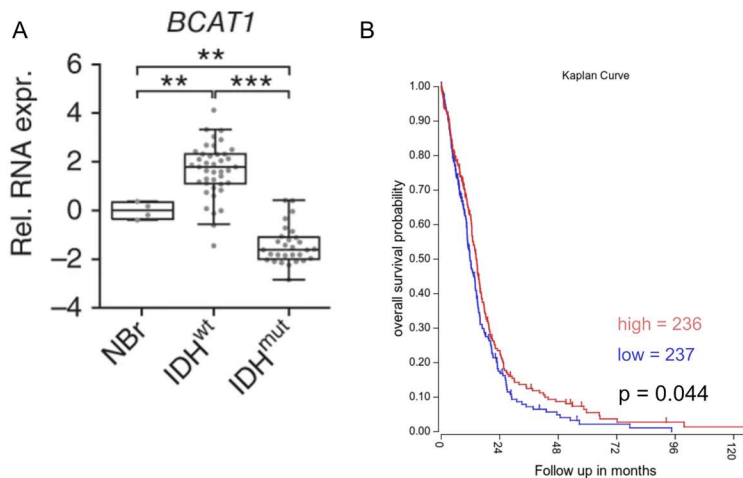 A
BCAT1
**
** ***
6
4
2
0
−2
−4
Rel. RNA expr.
NBr
IDHwt
IDHmut
B
Kaplan Curve
1.00
0.90
0.80
0.70
0.60
0.50
0.40
0.30
0.20
0.10
0.00
overall survival probability
high = 236
low = 237
p = 0.044
0 24 48 72 96 120
Follow up in months